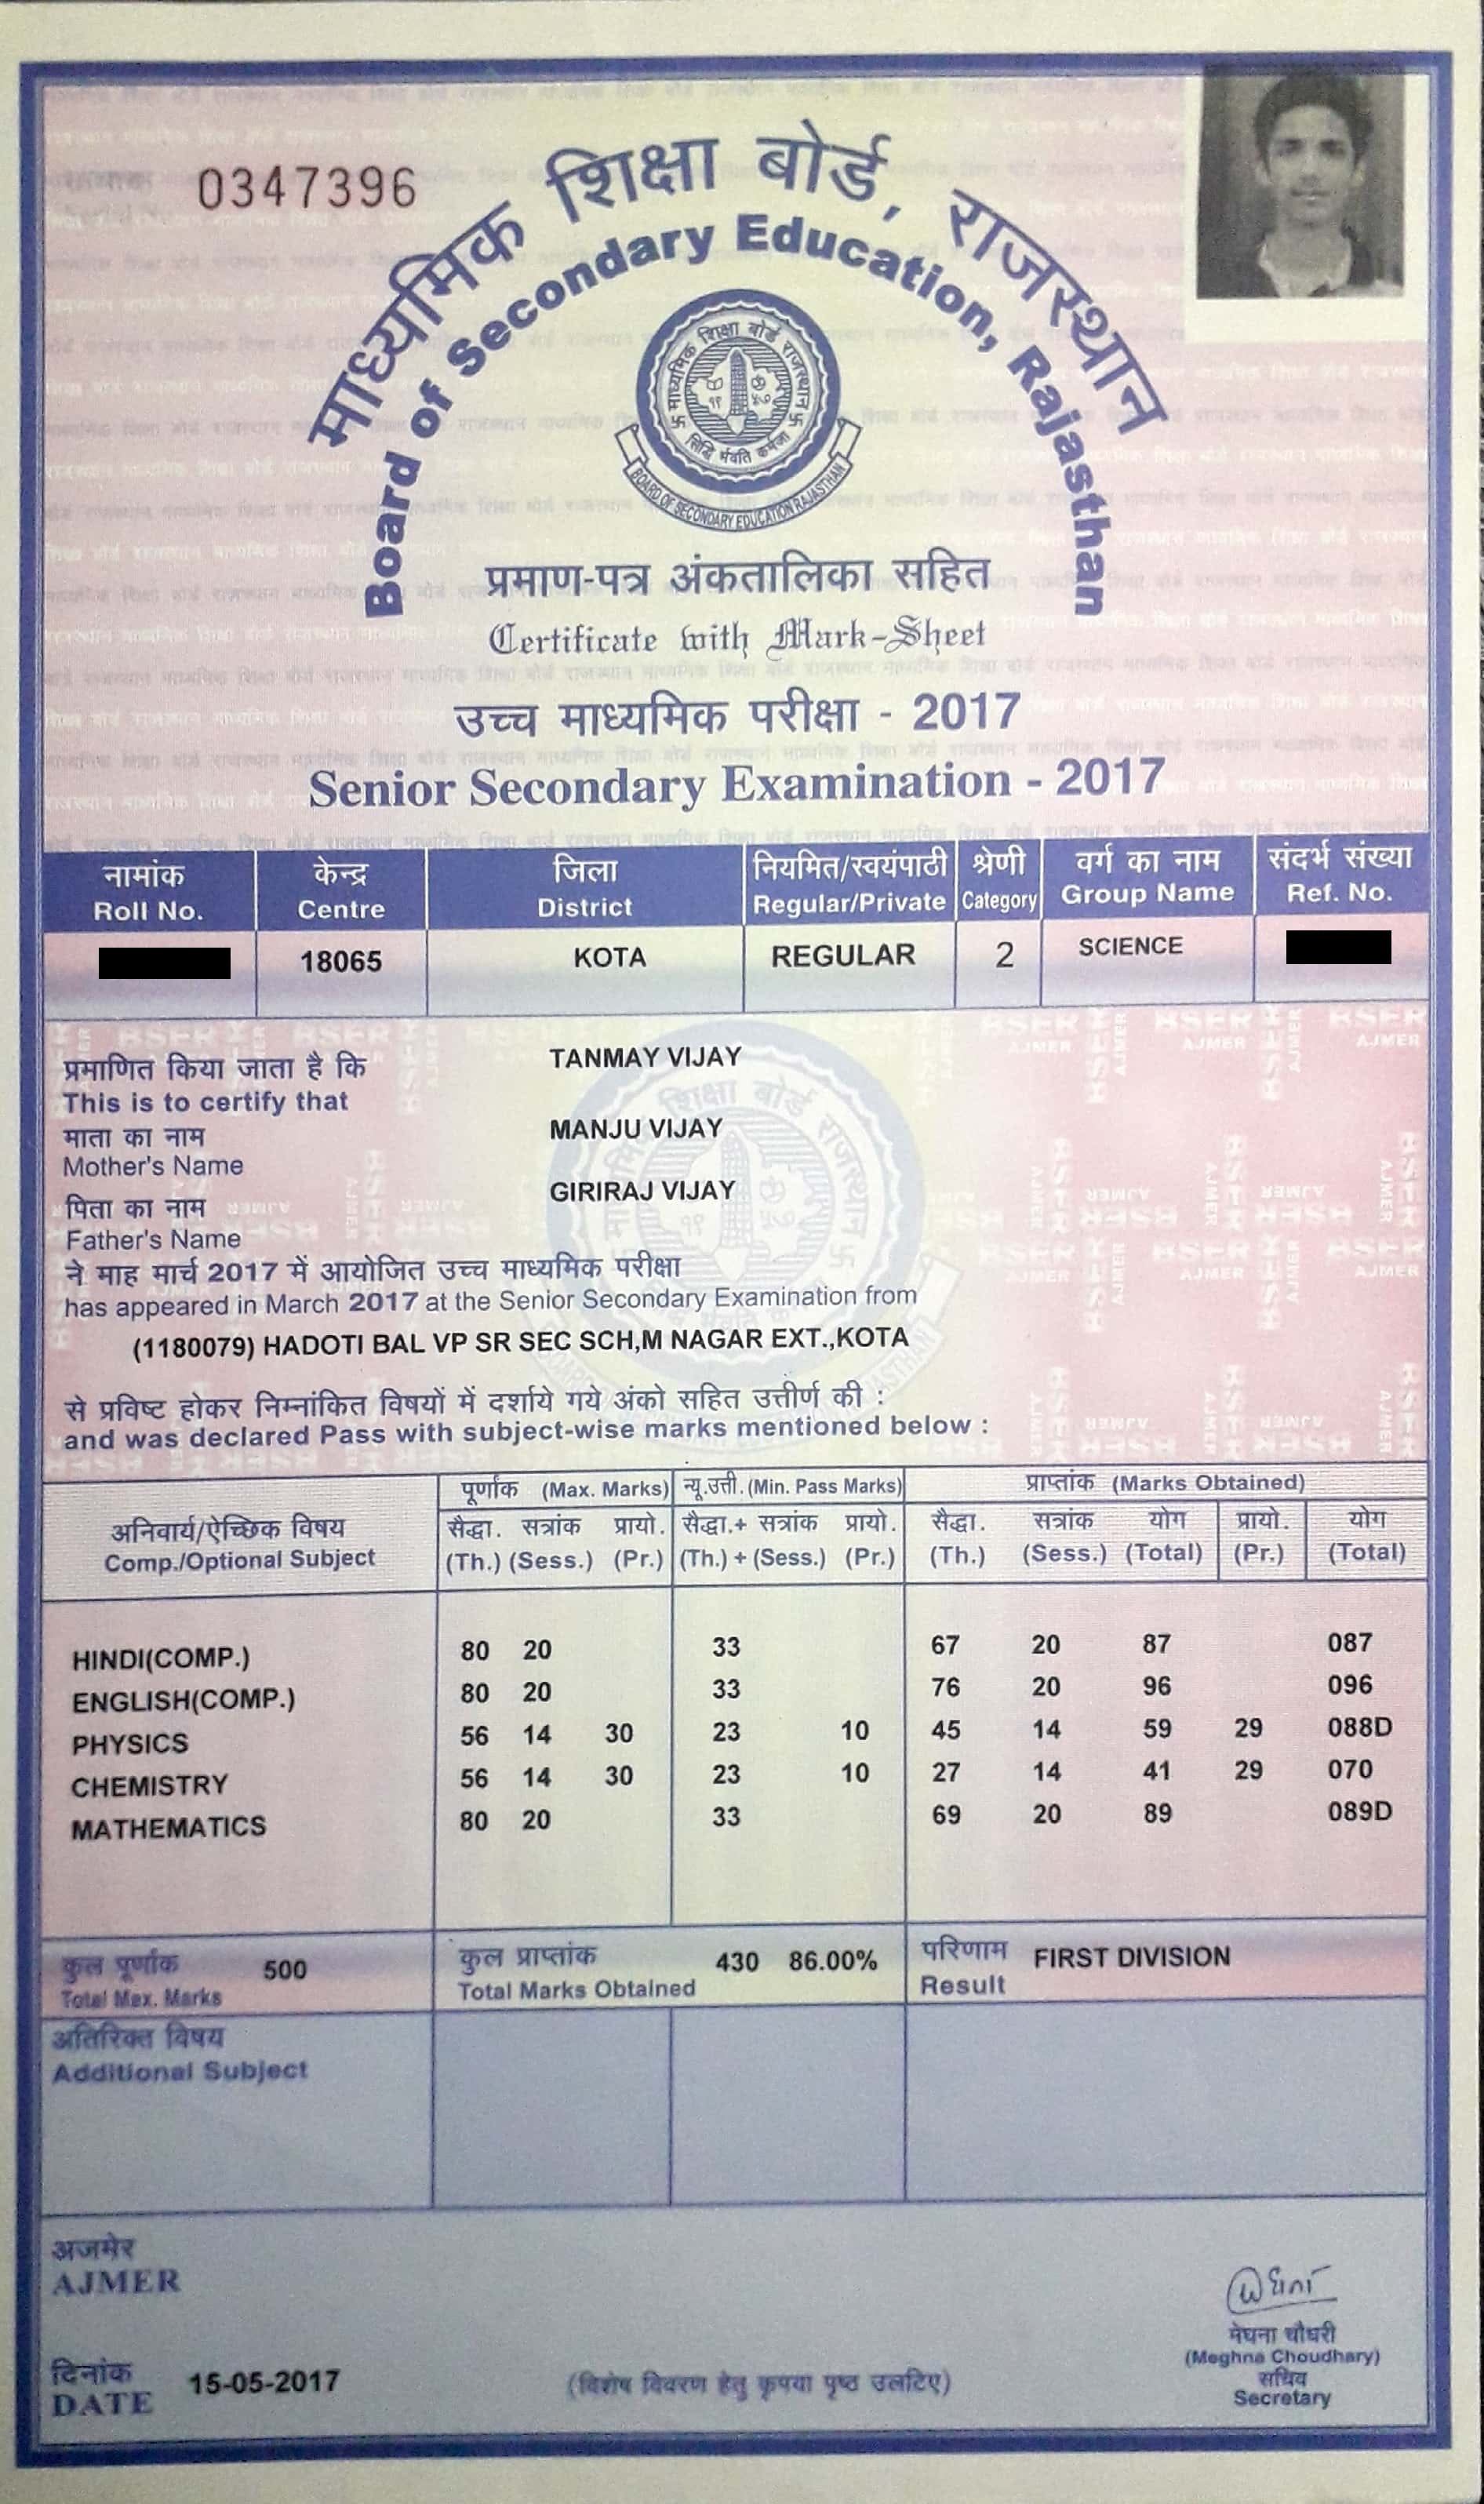 0347396
माध्यमिक शिक्षा बोर्ड, राजस्थान
Board of Secondary Education, Rajasthan
माध्यमिक शिक्षा बोर्ड राजस्थान
सिद्धि र्भवति कर्मजा
BOARD OF SECONDARY EDUCATION RAJASTHAN
प्रमाण-पत्र अंकतालिका सहित
Certificate with Mark-Sheet
उच्च माध्यमिक परीक्षा - 2017
Senior Secondary Examination - 2017
नामांक केन्द्र जिला नियमित/स्वयंपाठी श्रेणी वर्ग का नाम संदर्भ संख्या
Roll No. Centre District Regular/Private Category Group Name Ref. No.
18065 KOTA REGULAR 2 SCIENCE
प्रमाणित किया जाता है कि TANMAY VIJAY
This is to certify that
माता का नाम MANJU VIJAY
Mother's Name
पिता का नाम GIRIRAJ VIJAY
Father's Name
ने माह मार्च 2017 में आयोजित उच्च माध्यमिक परीक्षा
has appeared in March 2017 at the Senior Secondary Examination from
(1180079) HADOTI BAL VP SR SEC SCH,M NAGAR EXT.,KOTA
से प्रविष्ट होकर निम्नांकित विषयों में दर्शाये गये अंको सहित उत्तीर्ण की :
and was declared Pass with subject-wise marks mentioned below :
पूर्णांक (Max. Marks) न्यू.उत्ती. (Min. Pass Marks) प्राप्तांक (Marks Obtained)
अनिवार्य/ऐच्छिक विषय सैद्धा. सत्रांक प्रायो. सैद्धा.+ सत्रांक प्रायो. सैद्धा. सत्रांक योग प्रायो. योग
Comp./Optional Subject (Th.) (Sess.) (Pr.) (Th.) + (Sess.) (Pr.) (Th.) (Sess.) (Total) (Pr.) (Total)
HINDI(COMP.) 80 20 33 67 20 87 087
ENGLISH(COMP.) 80 20 33 76 20 96 096
PHYSICS 56 14 30 23 10 45 14 59 29 088D
CHEMISTRY 56 14 30 23 10 27 14 41 29 070
MATHEMATICS 80 20 33 69 20 89 089D
कुल पूर्णांक 500 कुल प्राप्तांक 430 86.00% परिणाम FIRST DIVISION
Total Max. Marks Total Marks Obtained Result
अतिरिक्त विषय
Additional Subject
अजमेर
AJMER
मेघना चौधरी
(Meghna Choudhary)
सचिव
Secretary
दिनांक
DATE 15-05-2017 (विशेष विवरण हेतु कृपया पृष्ठ उलटिए)